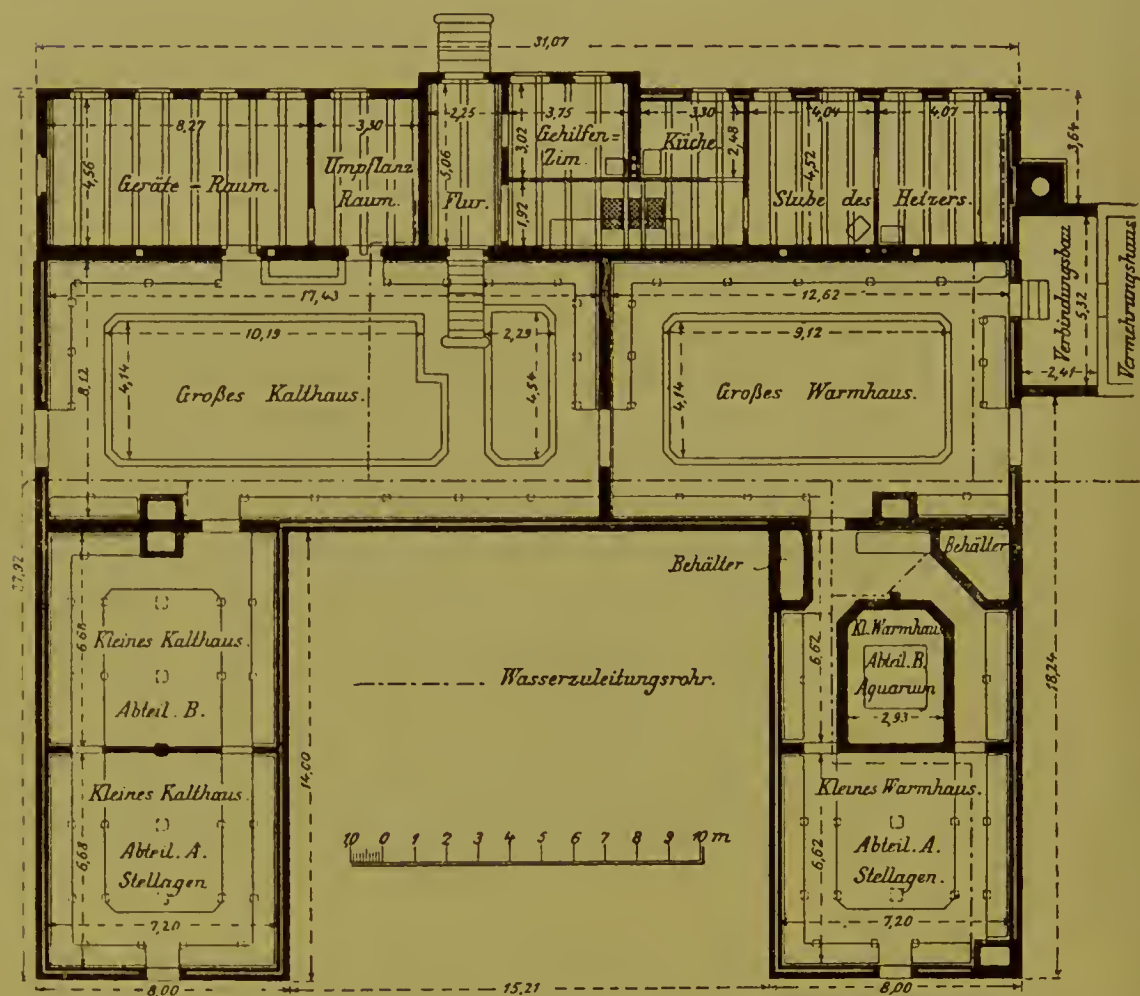 31,07
8,27
3,30
2,25
3,75
3,30
4,04
4,07
4,56
Geräte-Raum.
Umpflanz
Raum.
5,06
Flur.
3,02
Gehilfen=
Zim.
1,92
Küche.
2,48
4,52
Stube des
Heizers.
3,64
Verbindungsbau
5,32
2,41
Vermehrungshaus
17,43
12,62
10,19
2,29
9,12
8,12
4,14
4,54
4,14
Großes Kalthaus.
Großes Warmhaus.
Behälter
Behälter
6,68
Kleines Kalthaus.
Abteil. B.
6,62
Kl. Warmhaus
Abteil. B.
Aquarum
2,93
Wasserzuleitungsrohr.
14,00
18,24
Kleines Kalthaus.
Abteil. A.
Stellagen
6,68
7,20
10 0 1 2 3 4 5 6 7 8 9 10 m
Kleines Warmhaus.
Abteil. A.
Stellagen.
6,62
7,20
8,00
15,21
8,00